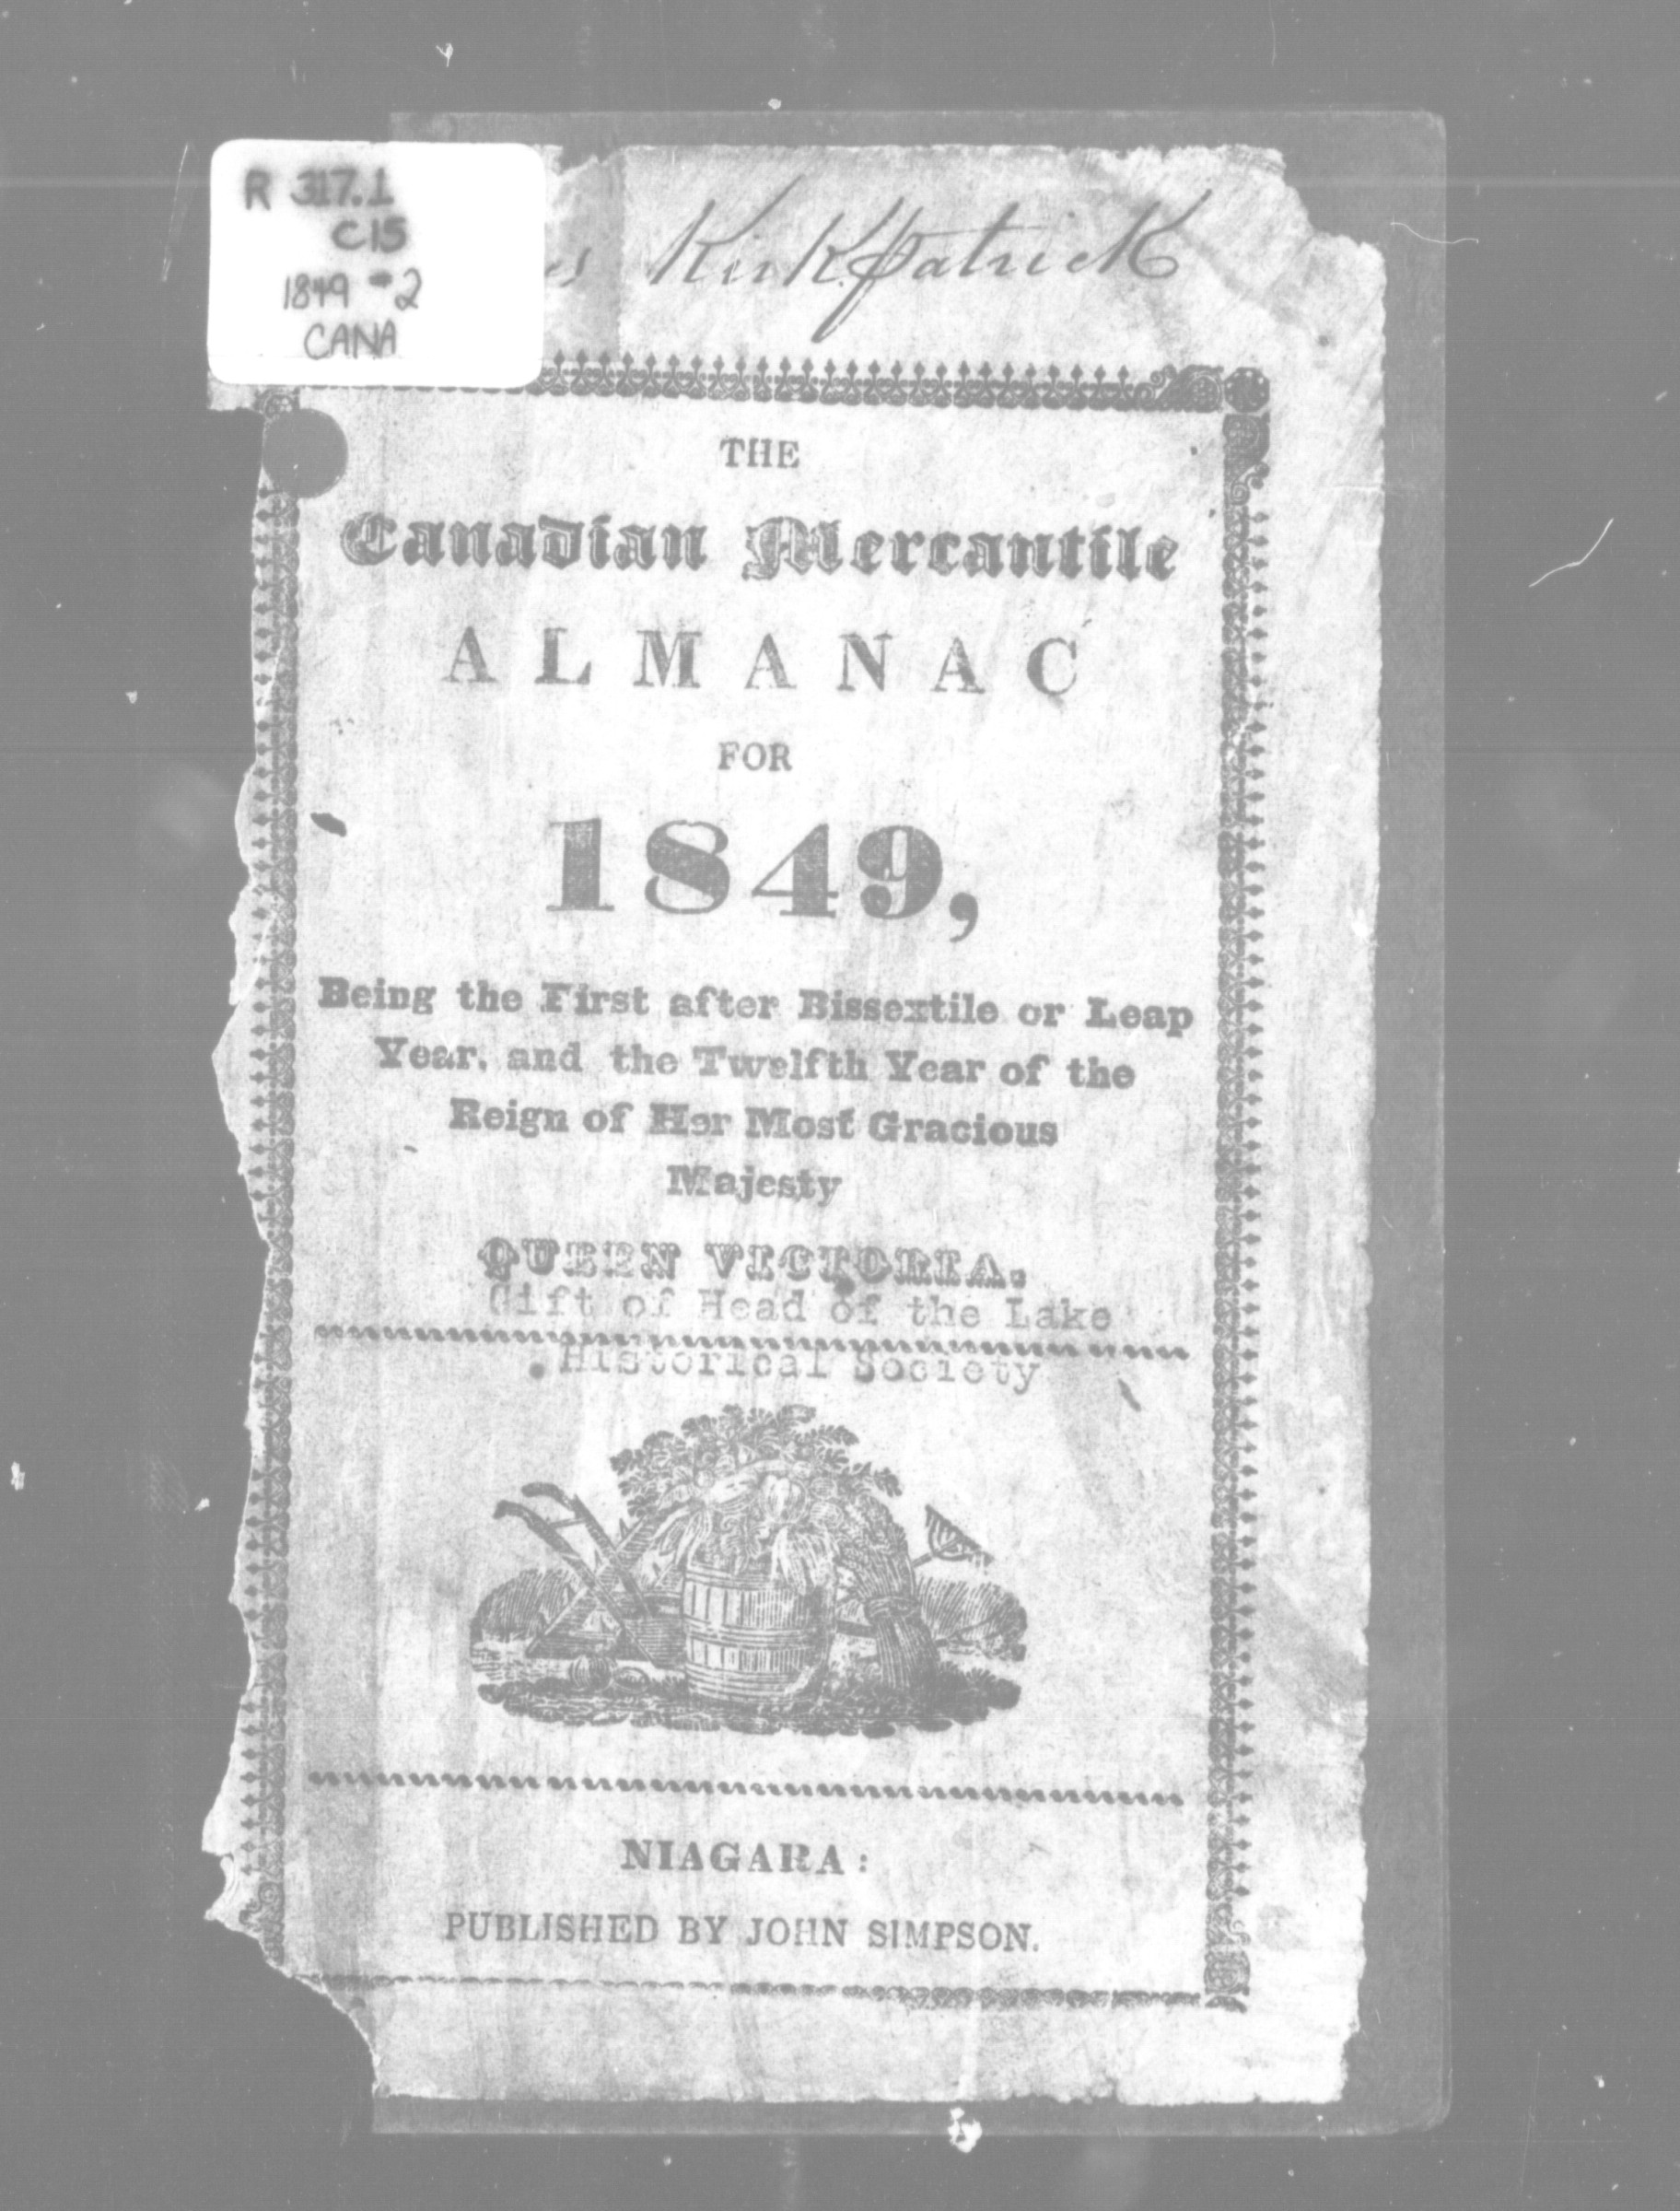 R 317.1
C15
1849 #2
CANA
es Kirkpatrick
THE
Canadian Mercantile
ALMANAC
FOR
1849,
Being the First after Bissextile or Leap
Year, and the Twelfth Year of the
Reign of Her Most Gracious
Majesty
QUEEN VICTORIA.
Gift of Head of the Lake
Historical Society
NIAGARA:
PUBLISHED BY JOHN SIMPSON.